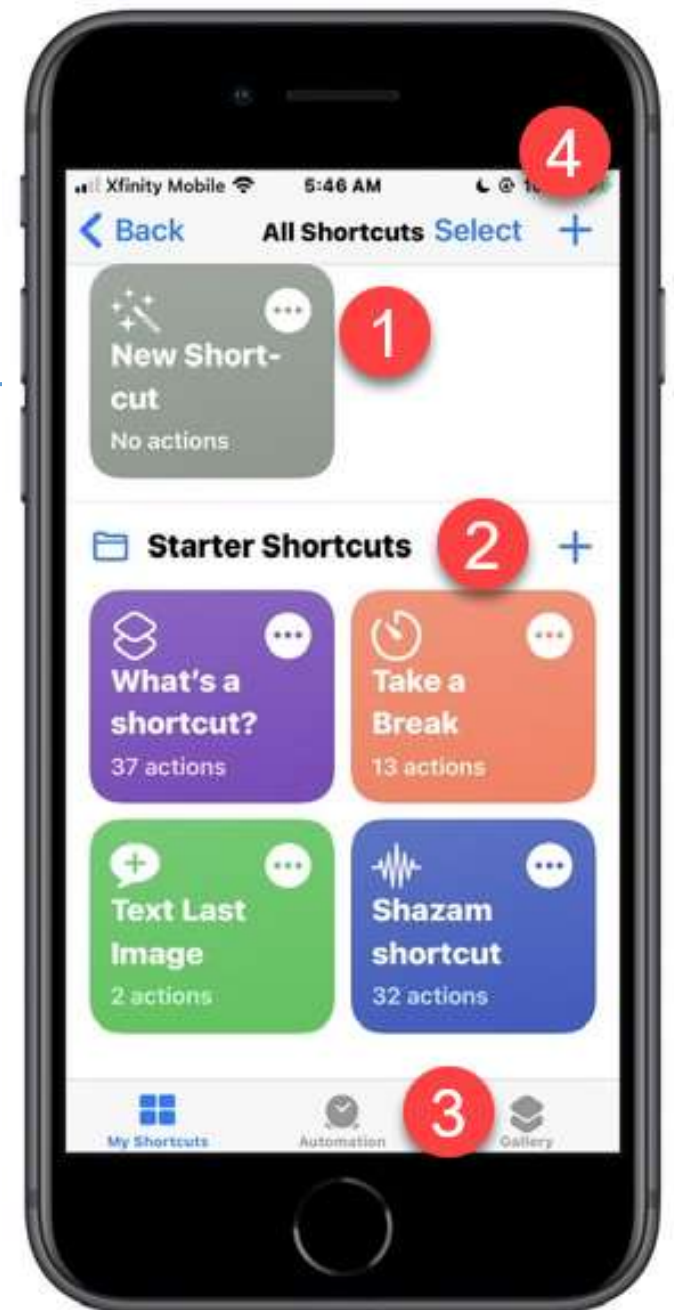 4
Xfinity Mobile 5:46 AM
Back All Shortcuts Select +
1
New Short-
cut
No actions
Starter Shortcuts 2 +
What's a
shortcut?
37 actions
Take a
Break
13 actions
Text Last
Image
2 actions
Shazam
shortcut
32 actions
3
My Shortcuts Automation Gallery